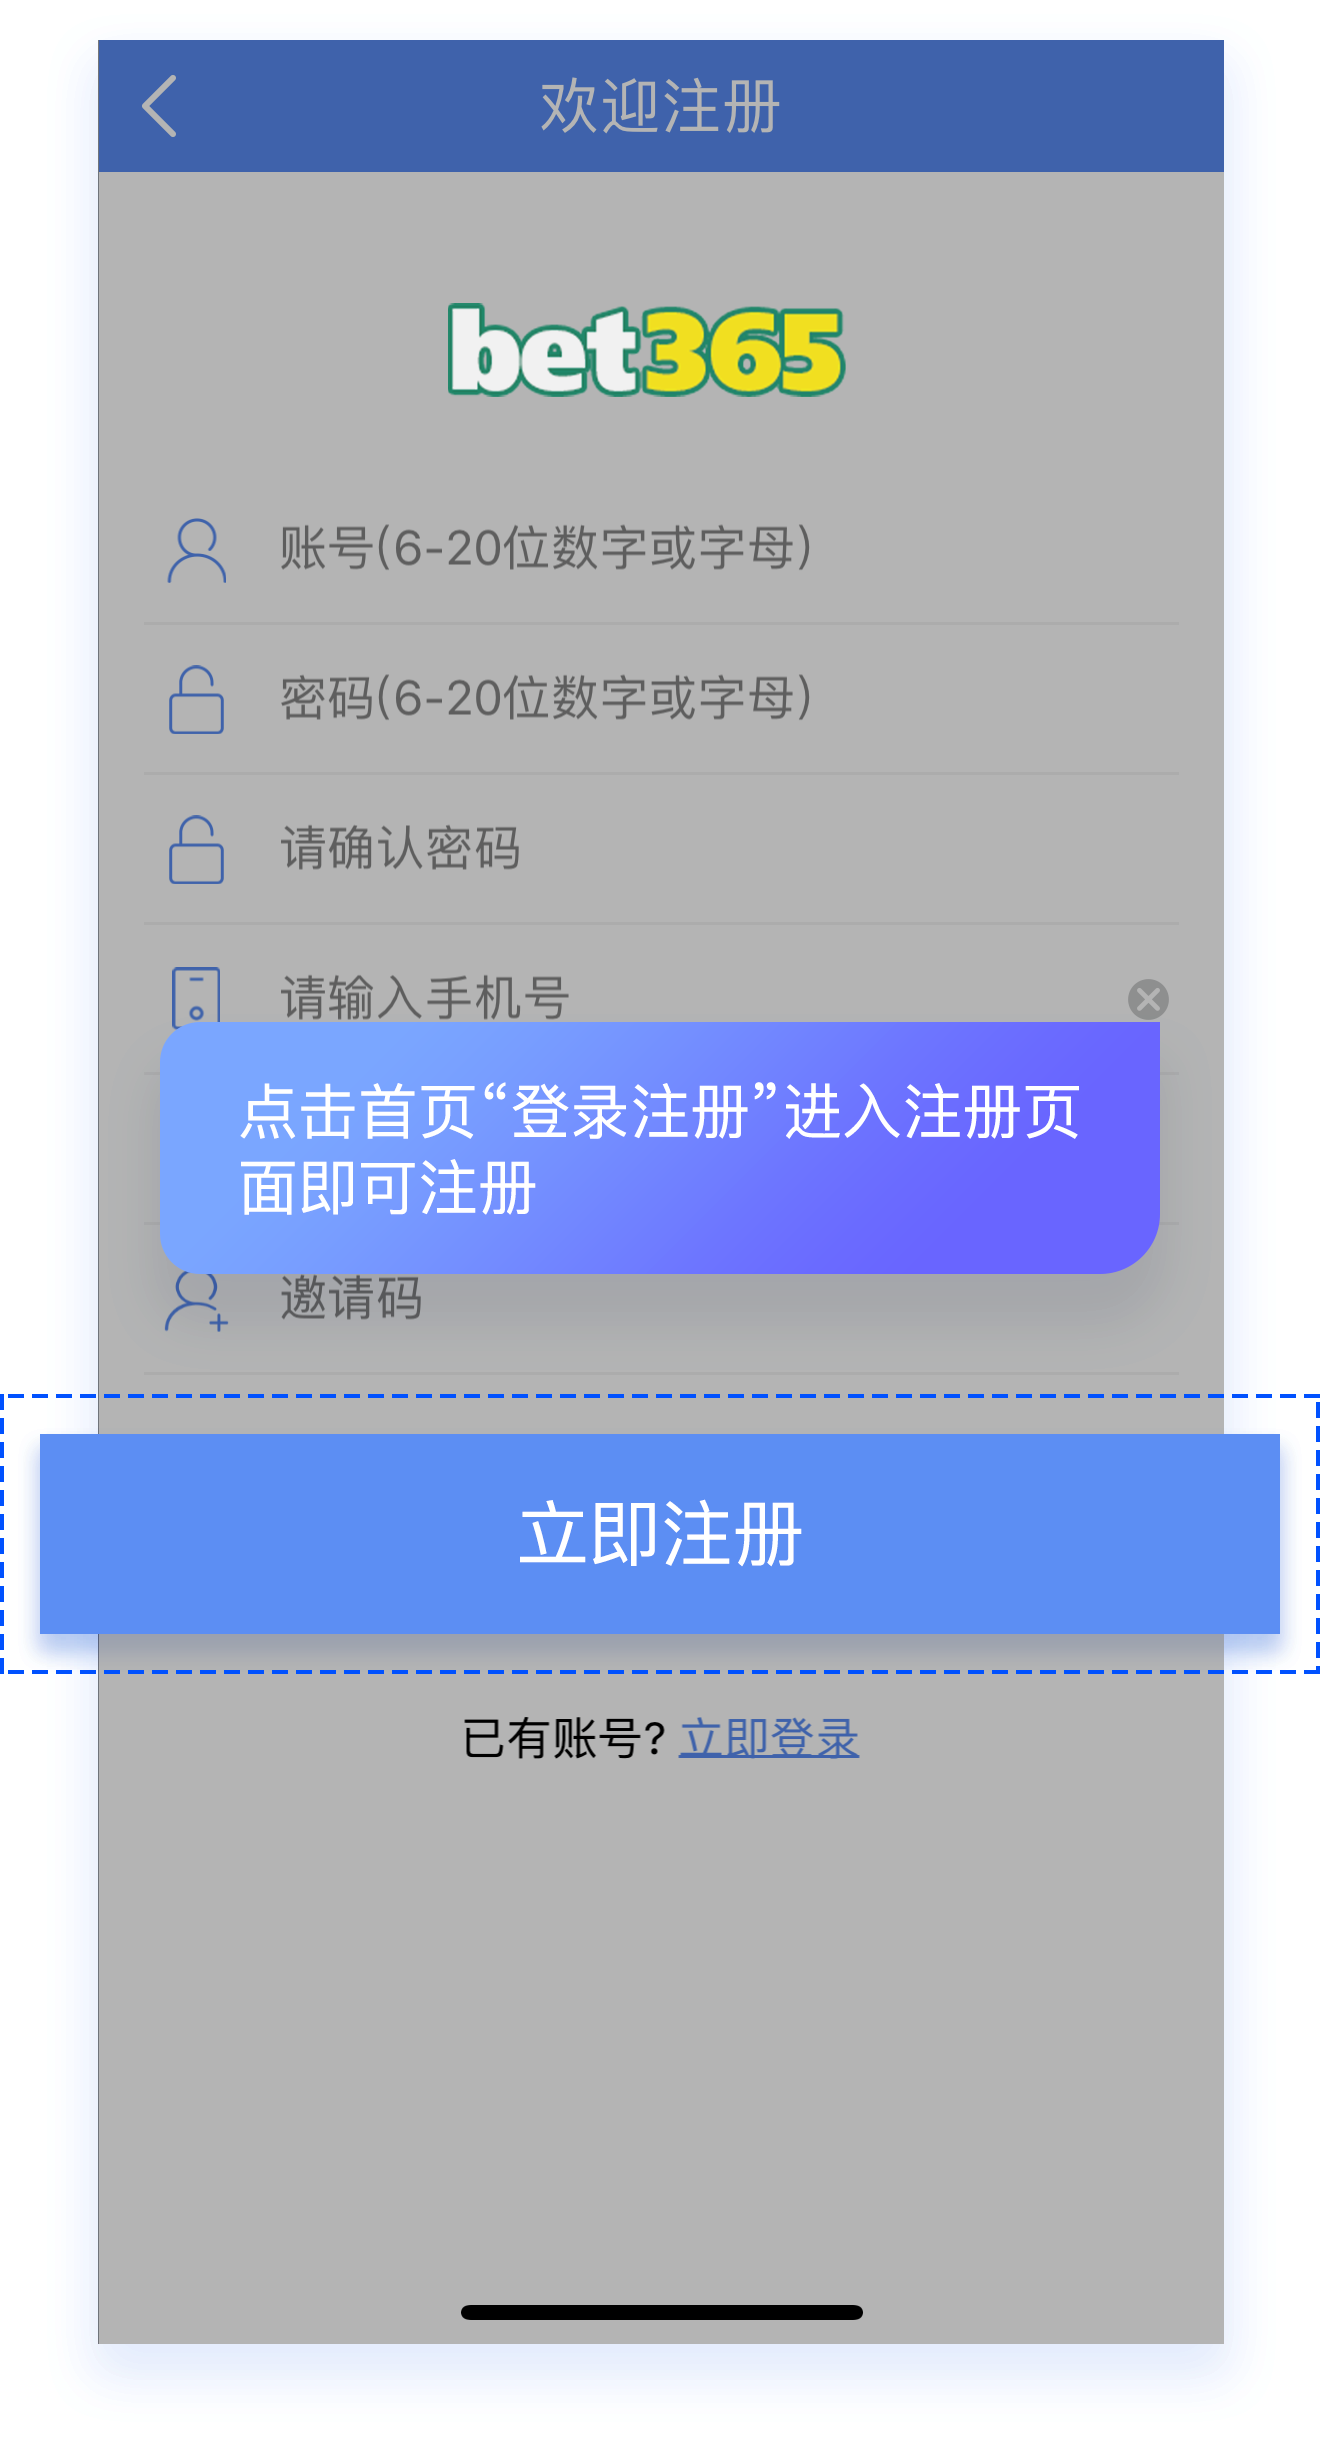 欢迎注册
bet365
账号(6-20位数字或字母)
密码(6-20位数字或字母)
请确认密码
请输入手机号
点击首页“登录注册”进入注册页
面即可注册
邀请码
立即注册
已有账号? 立即登录